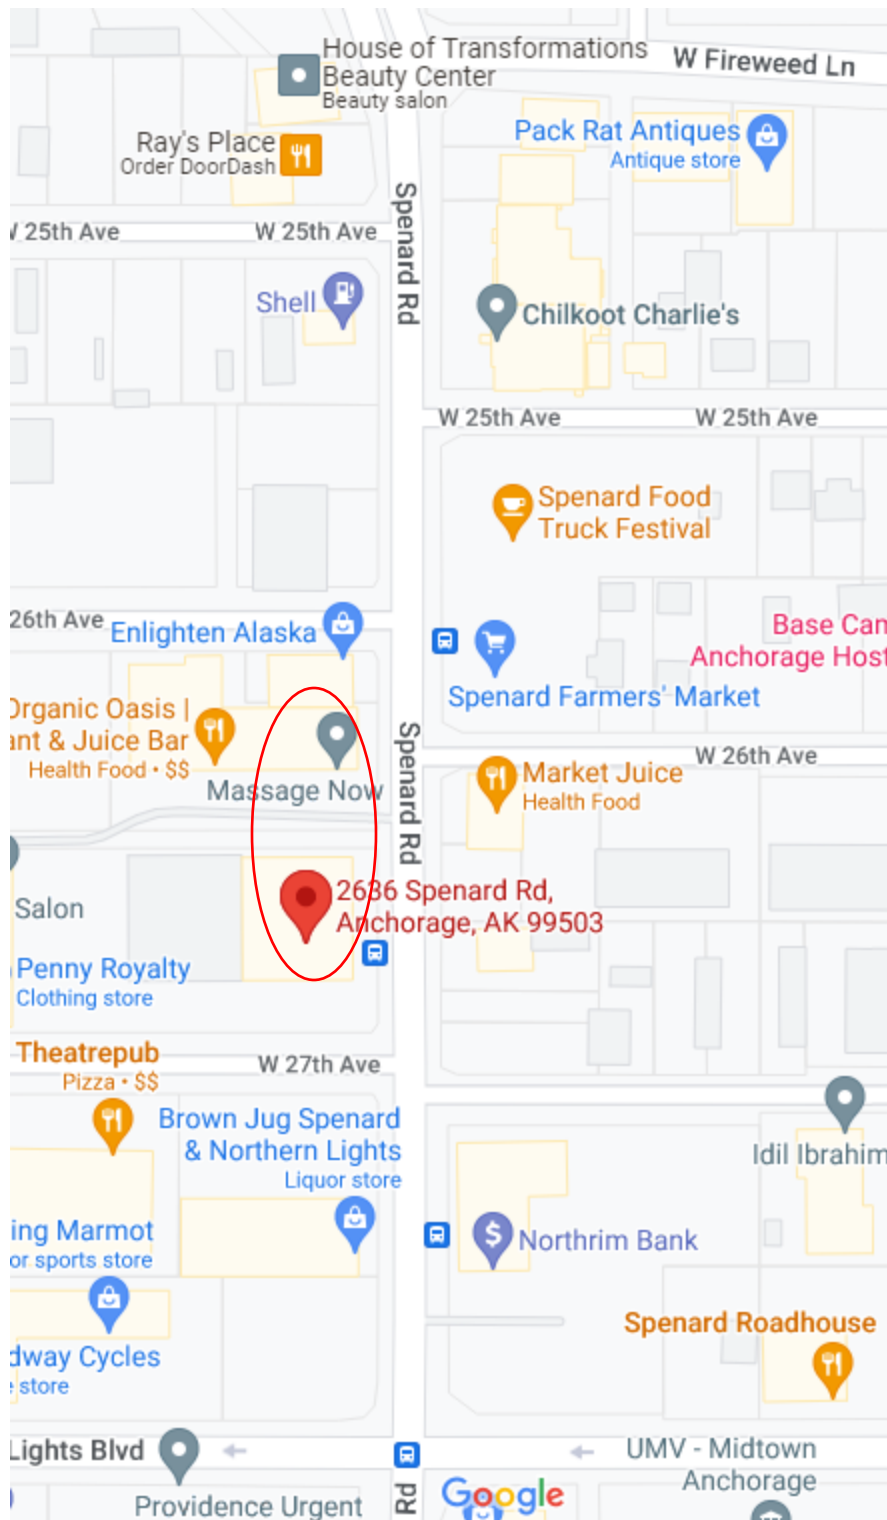 House of Transformations
Beauty Center
Beauty salon
W Fireweed Ln
Pack Rat Antiques
Antique store
Ray's Place
Order DoorDash
W 25th Ave
W 25th Ave
Spenard Rd
Shell
Chilkoot Charlie's
W 25th Ave
W 25th Ave
Spenard Food
Truck Festival
26th Ave
Enlighten Alaska
Base Cam
Anchorage Host
Spenard Farmers' Market
Organic Oasis |
ant & Juice Bar
Health Food • $$
Massage Now
Spenard Rd
W 26th Ave
Market Juice
Health Food
2636 Spenard Rd,
Anchorage, AK 99503
Salon
Penny Royalty
Clothing store
Theatrepub
Pizza • $$
W 27th Ave
Brown Jug Spenard
& Northern Lights
Liquor store
Idil Ibrahim
ing Marmot
or sports store
$
Northrim Bank
Spenard Roadhouse
dway Cycles
store
Lights Blvd
UMV - Midtown
Anchorage
Providence Urgent
Rd
Google